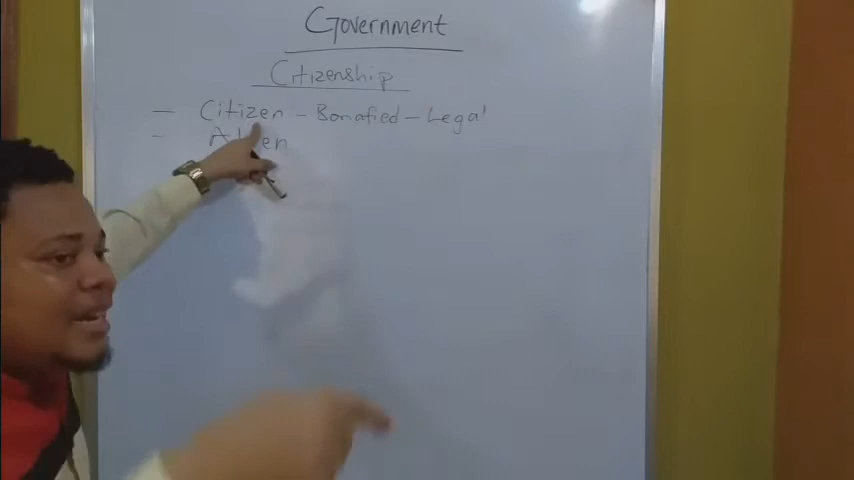 Government
Citizenship
- Citizen - Bonafied - Legal
- Alien